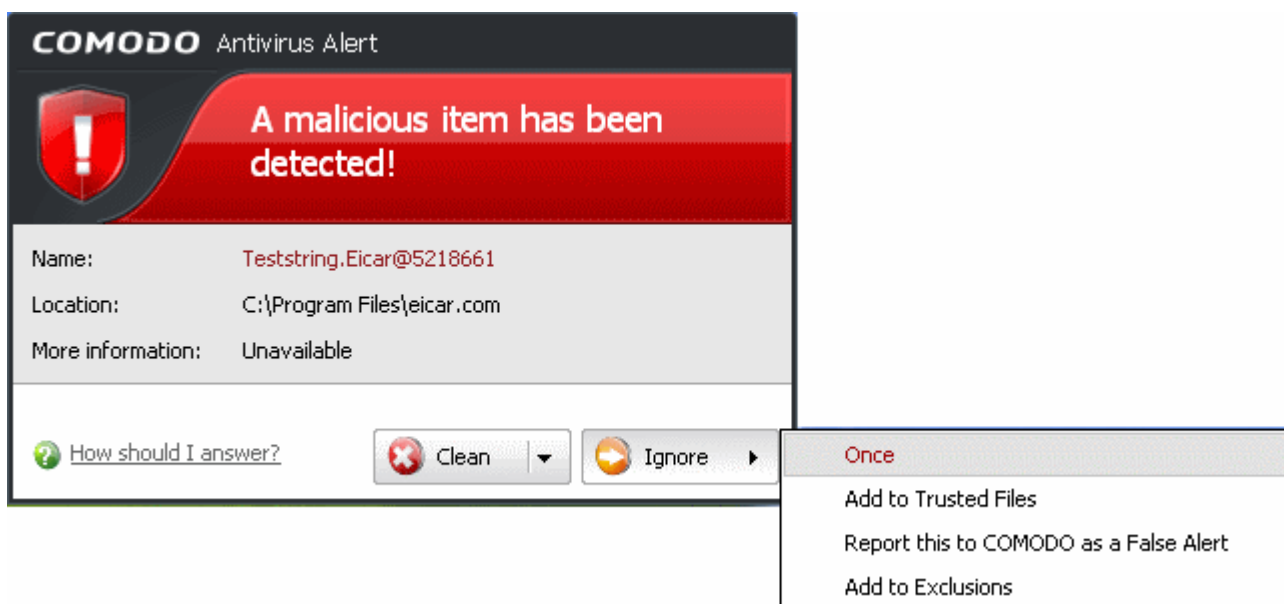 COMODO Antivirus Alert
A malicious item has been
detected!
Name: Teststring.Eicar@5218661
Location: C:\Program Files\eicar.com
More information: Unavailable
How should I answer? Clean Ignore
Once
Add to Trusted Files
Report this to COMODO as a False Alert
Add to Exclusions